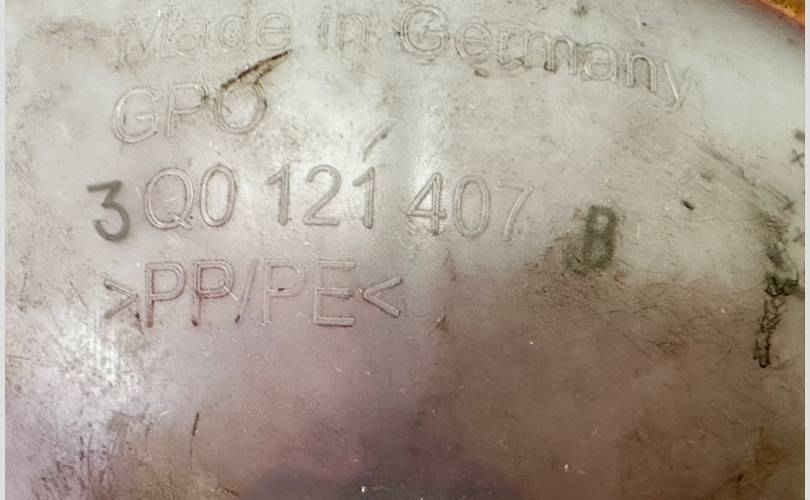 Made in Germany
GPO
3Q0 121 407 B
>PP/PE<